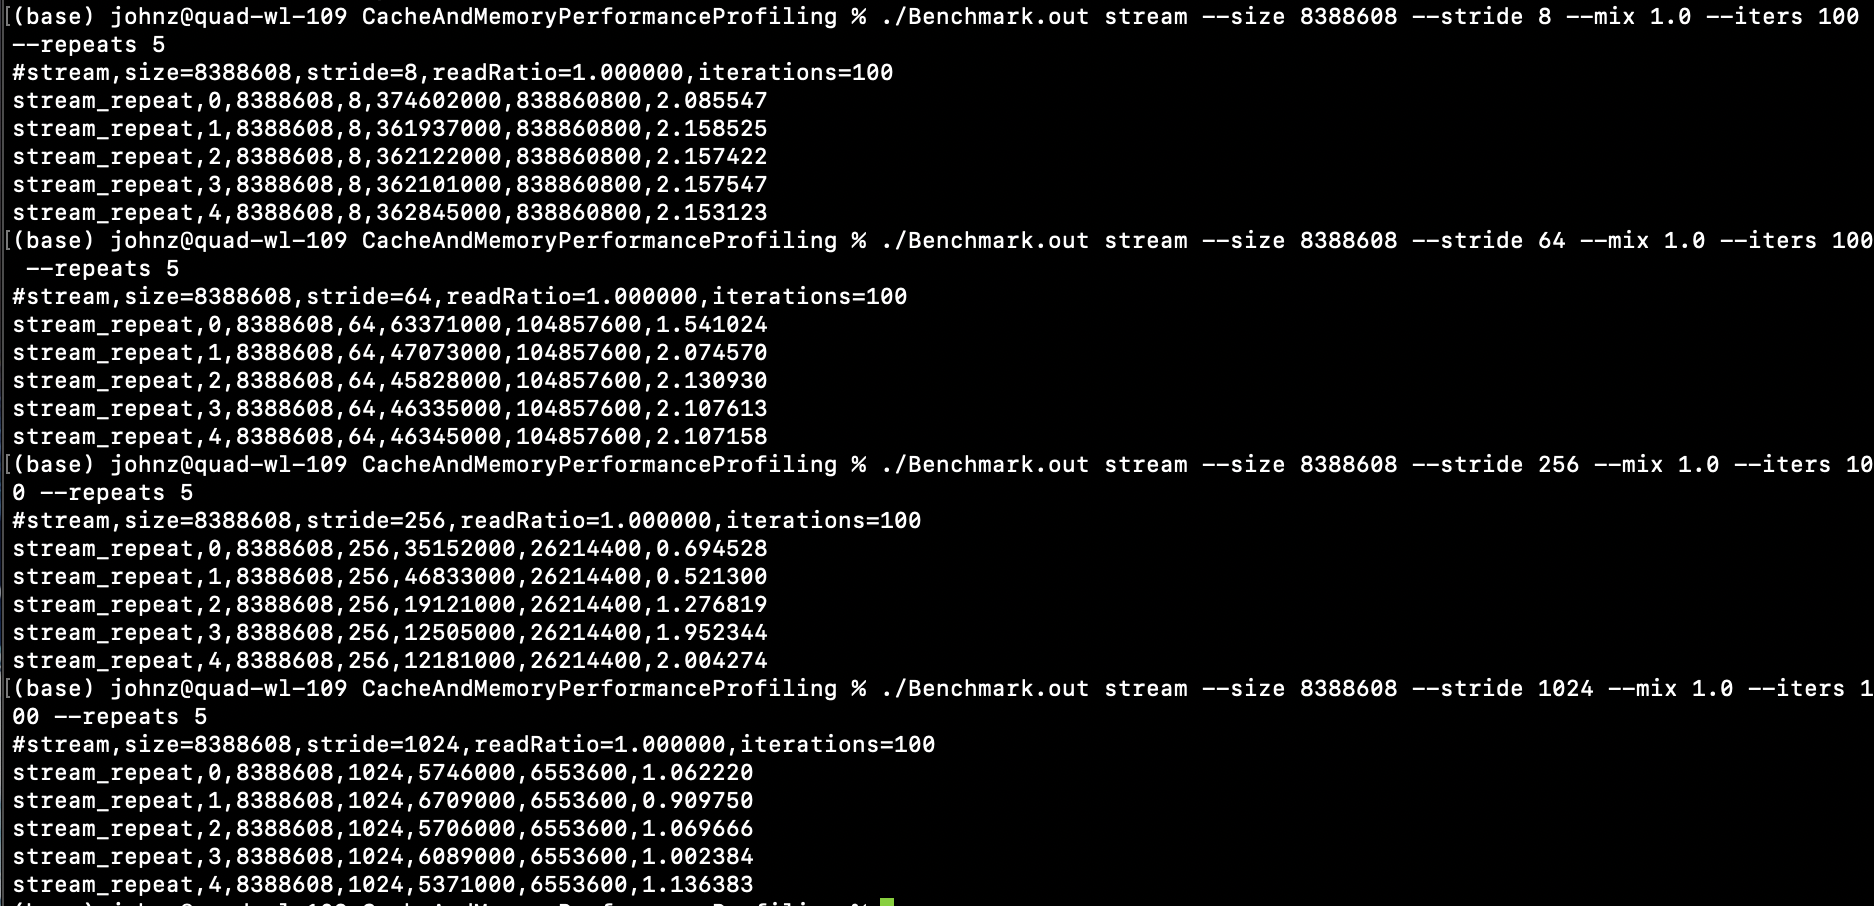 [(base) johnz@quad-wl-109 CacheAndMemoryPerformanceProfiling % ./Benchmark.out stream --size 8388608 --stride 8 --mix 1.0 --iters 100
--repeats 5
#stream,size=8388608,stride=8,readRatio=1.000000,iterations=100
stream_repeat,0,8388608,8,374602000,838860800,2.085547
stream_repeat,1,8388608,8,361937000,838860800,2.158525
stream_repeat,2,8388608,8,362122000,838860800,2.157422
stream_repeat,3,8388608,8,362101000,838860800,2.157547
stream_repeat,4,8388608,8,362845000,838860800,2.153123
[(base) johnz@quad-wl-109 CacheAndMemoryPerformanceProfiling % ./Benchmark.out stream --size 8388608 --stride 64 --mix 1.0 --iters 100
 --repeats 5
#stream,size=8388608,stride=64,readRatio=1.000000,iterations=100
stream_repeat,0,8388608,64,63371000,104857600,1.541024
stream_repeat,1,8388608,64,47073000,104857600,2.074570
stream_repeat,2,8388608,64,45828000,104857600,2.130930
stream_repeat,3,8388608,64,46335000,104857600,2.107613
stream_repeat,4,8388608,64,46345000,104857600,2.107158
[(base) johnz@quad-wl-109 CacheAndMemoryPerformanceProfiling % ./Benchmark.out stream --size 8388608 --stride 256 --mix 1.0 --iters 10
0 --repeats 5
#stream,size=8388608,stride=256,readRatio=1.000000,iterations=100
stream_repeat,0,8388608,256,35152000,26214400,0.694528
stream_repeat,1,8388608,256,46833000,26214400,0.521300
stream_repeat,2,8388608,256,19121000,26214400,1.276819
stream_repeat,3,8388608,256,12505000,26214400,1.952344
stream_repeat,4,8388608,256,12181000,26214400,2.004274
[(base) johnz@quad-wl-109 CacheAndMemoryPerformanceProfiling % ./Benchmark.out stream --size 8388608 --stride 1024 --mix 1.0 --iters 1
00 --repeats 5
#stream,size=8388608,stride=1024,readRatio=1.000000,iterations=100
stream_repeat,0,8388608,1024,5746000,6553600,1.062220
stream_repeat,1,8388608,1024,6709000,6553600,0.909750
stream_repeat,2,8388608,1024,5706000,6553600,1.069666
stream_repeat,3,8388608,1024,6089000,6553600,1.002384
stream_repeat,4,8388608,1024,5371000,6553600,1.136383